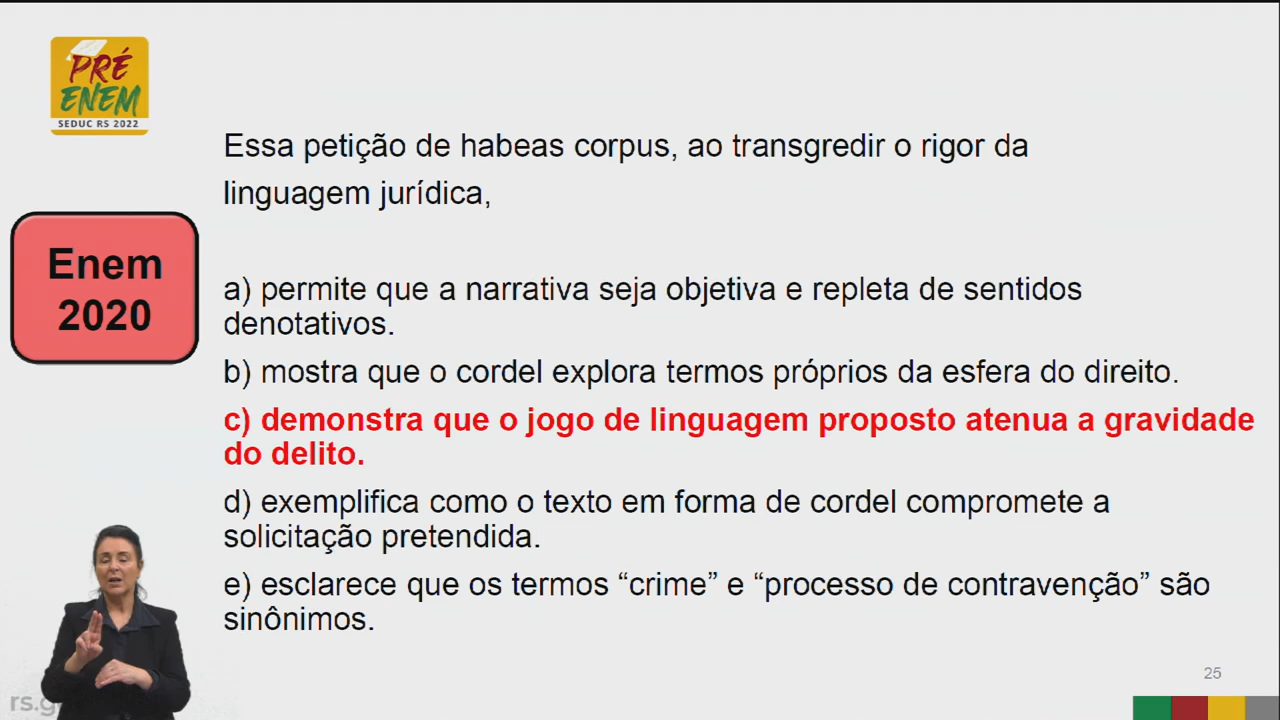 PRÉ
ENEM
SEDUC RS 2022
Essa petição de habeas corpus, ao transgredir o rigor da
linguagem jurídica,
Enem
2020
a) permite que a narrativa seja objetiva e repleta de sentidos
denotativos.
b) mostra que o cordel explora termos próprios da esfera do direito.
c) demonstra que o jogo de linguagem proposto atenua a gravidade
do delito.
d) exemplifica como o texto em forma de cordel compromete a
solicitação pretendida.
e) esclarece que os termos “crime” e “processo de contravenção” são
sinônimos.
25